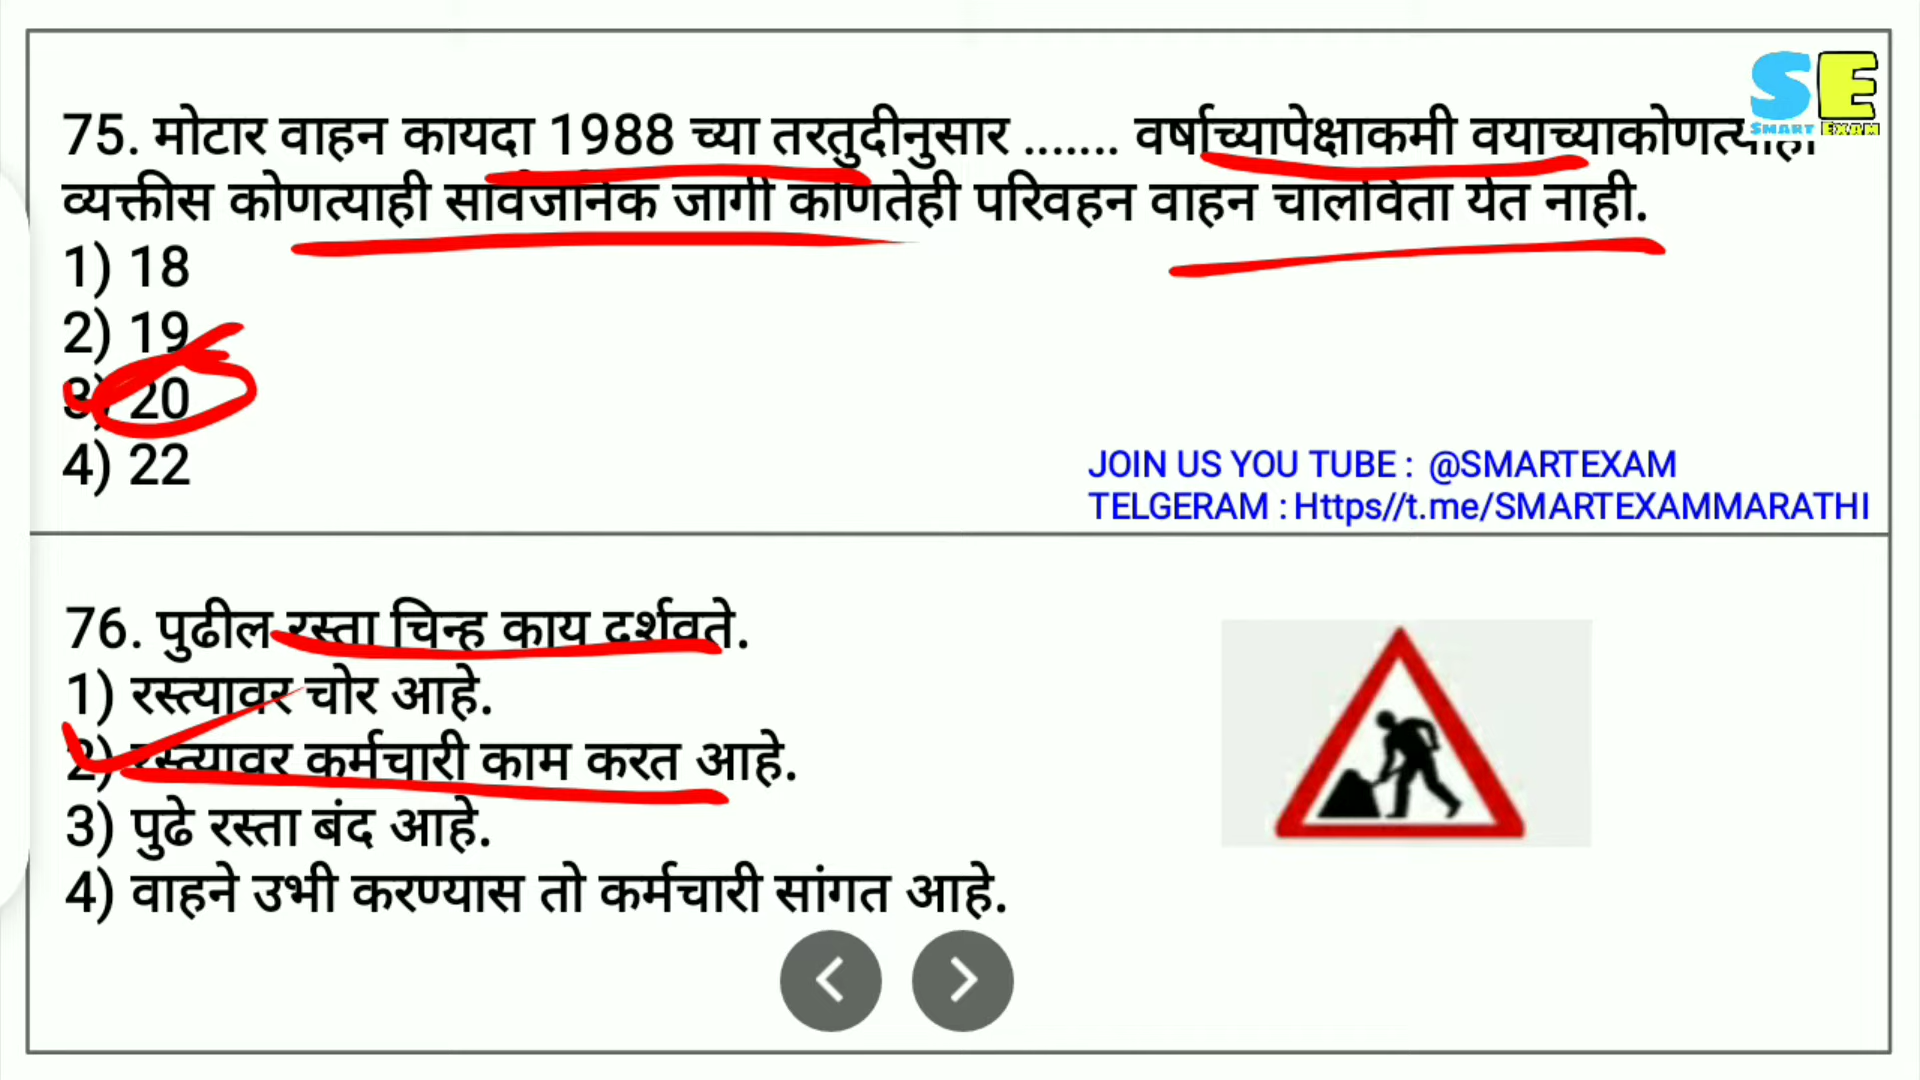 SE
SMART EXAM
75. मोटार वाहन कायदा 1988 च्या तरतुदीनुसार ....... वर्षाच्यापेक्षाकमी वयाच्याकोणत्याही
व्यक्तीस कोणत्याही सार्वजनिक जागी कोणतेही परिवहन वाहन चालविता येत नाही.
1) 18
2) 19
3) 20
4) 22
JOIN US YOU TUBE : @SMARTEXAM
TELGERAM : Https//t.me/SMARTEXAMMARATHI
76. पुढील रस्ता चिन्ह काय दर्शवते.
1) रस्त्यावर चोर आहे.
2) रस्त्यावर कर्मचारी काम करत आहे.
3) पुढे रस्ता बंद आहे.
4) वाहने उभी करण्यास तो कर्मचारी सांगत आहे.